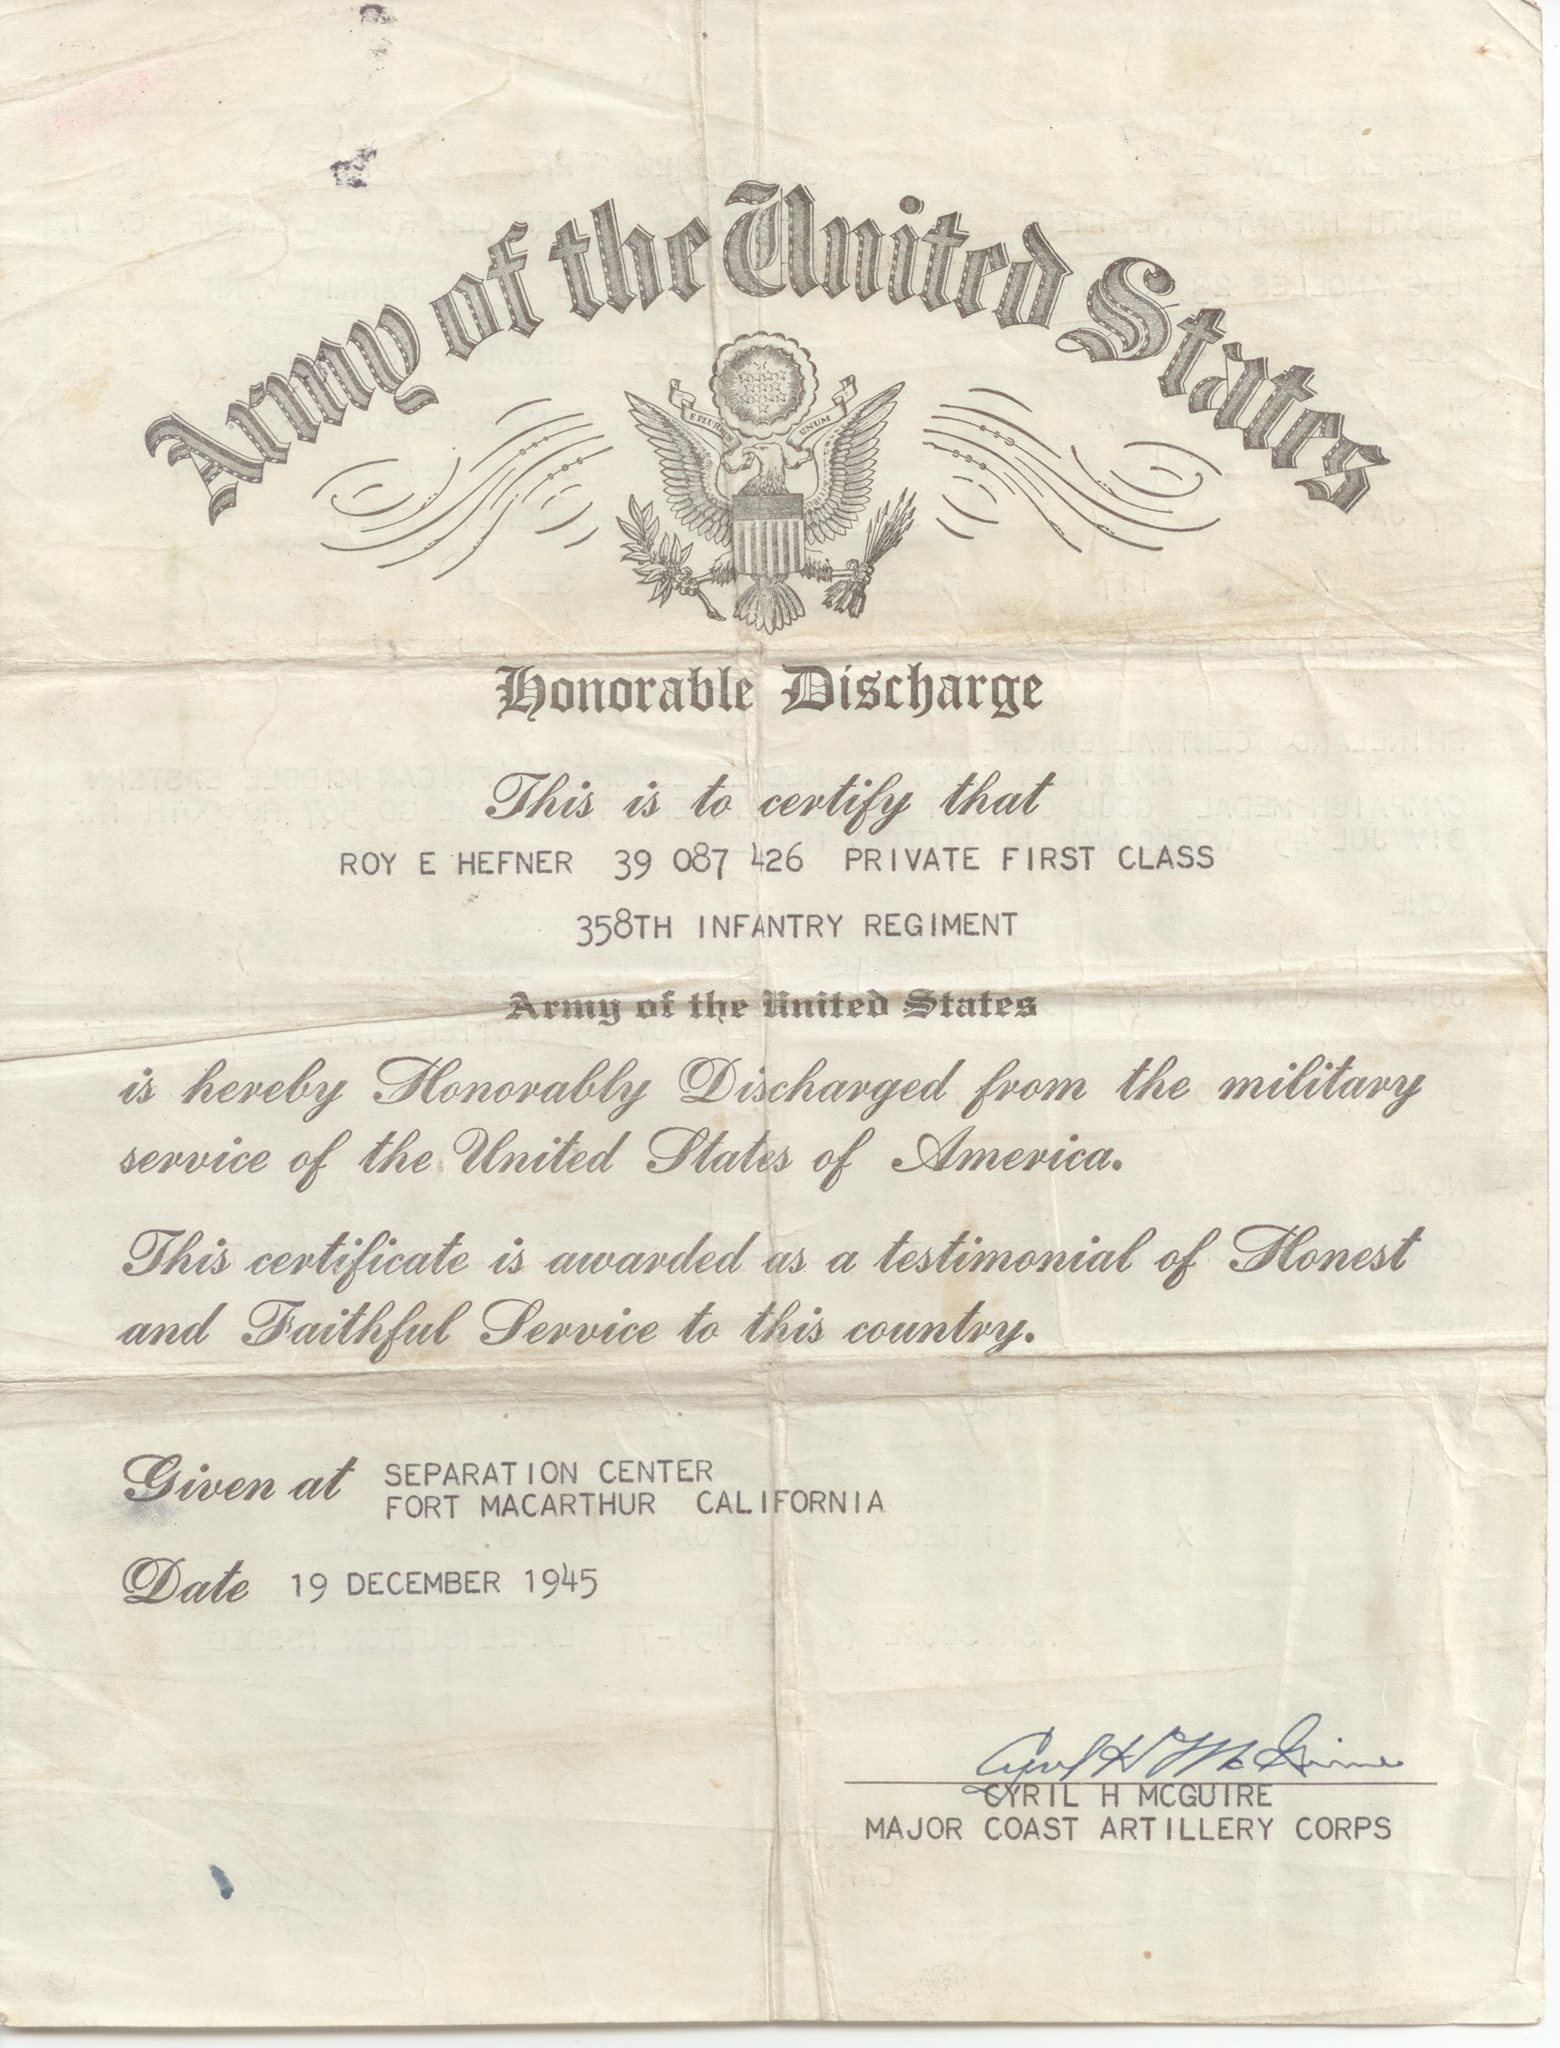 Army of the United States
E PLURIBUS UNUM
Honorable Discharge
This is to certify that
ROY E HEFNER 39 087 426 PRIVATE FIRST CLASS
358TH INFANTRY REGIMENT
Army of the United States
is hereby Honorably Discharged from the military
service of the United States of America.
This certificate is awarded as a testimonial of Honest
and Faithful Service to this country.
Given at SEPARATION CENTER
FORT MACARTHUR CALIFORNIA
Date 19 DECEMBER 1945
Cyril H McGuire
CYRIL H MCGUIRE
MAJOR COAST ARTILLERY CORPS